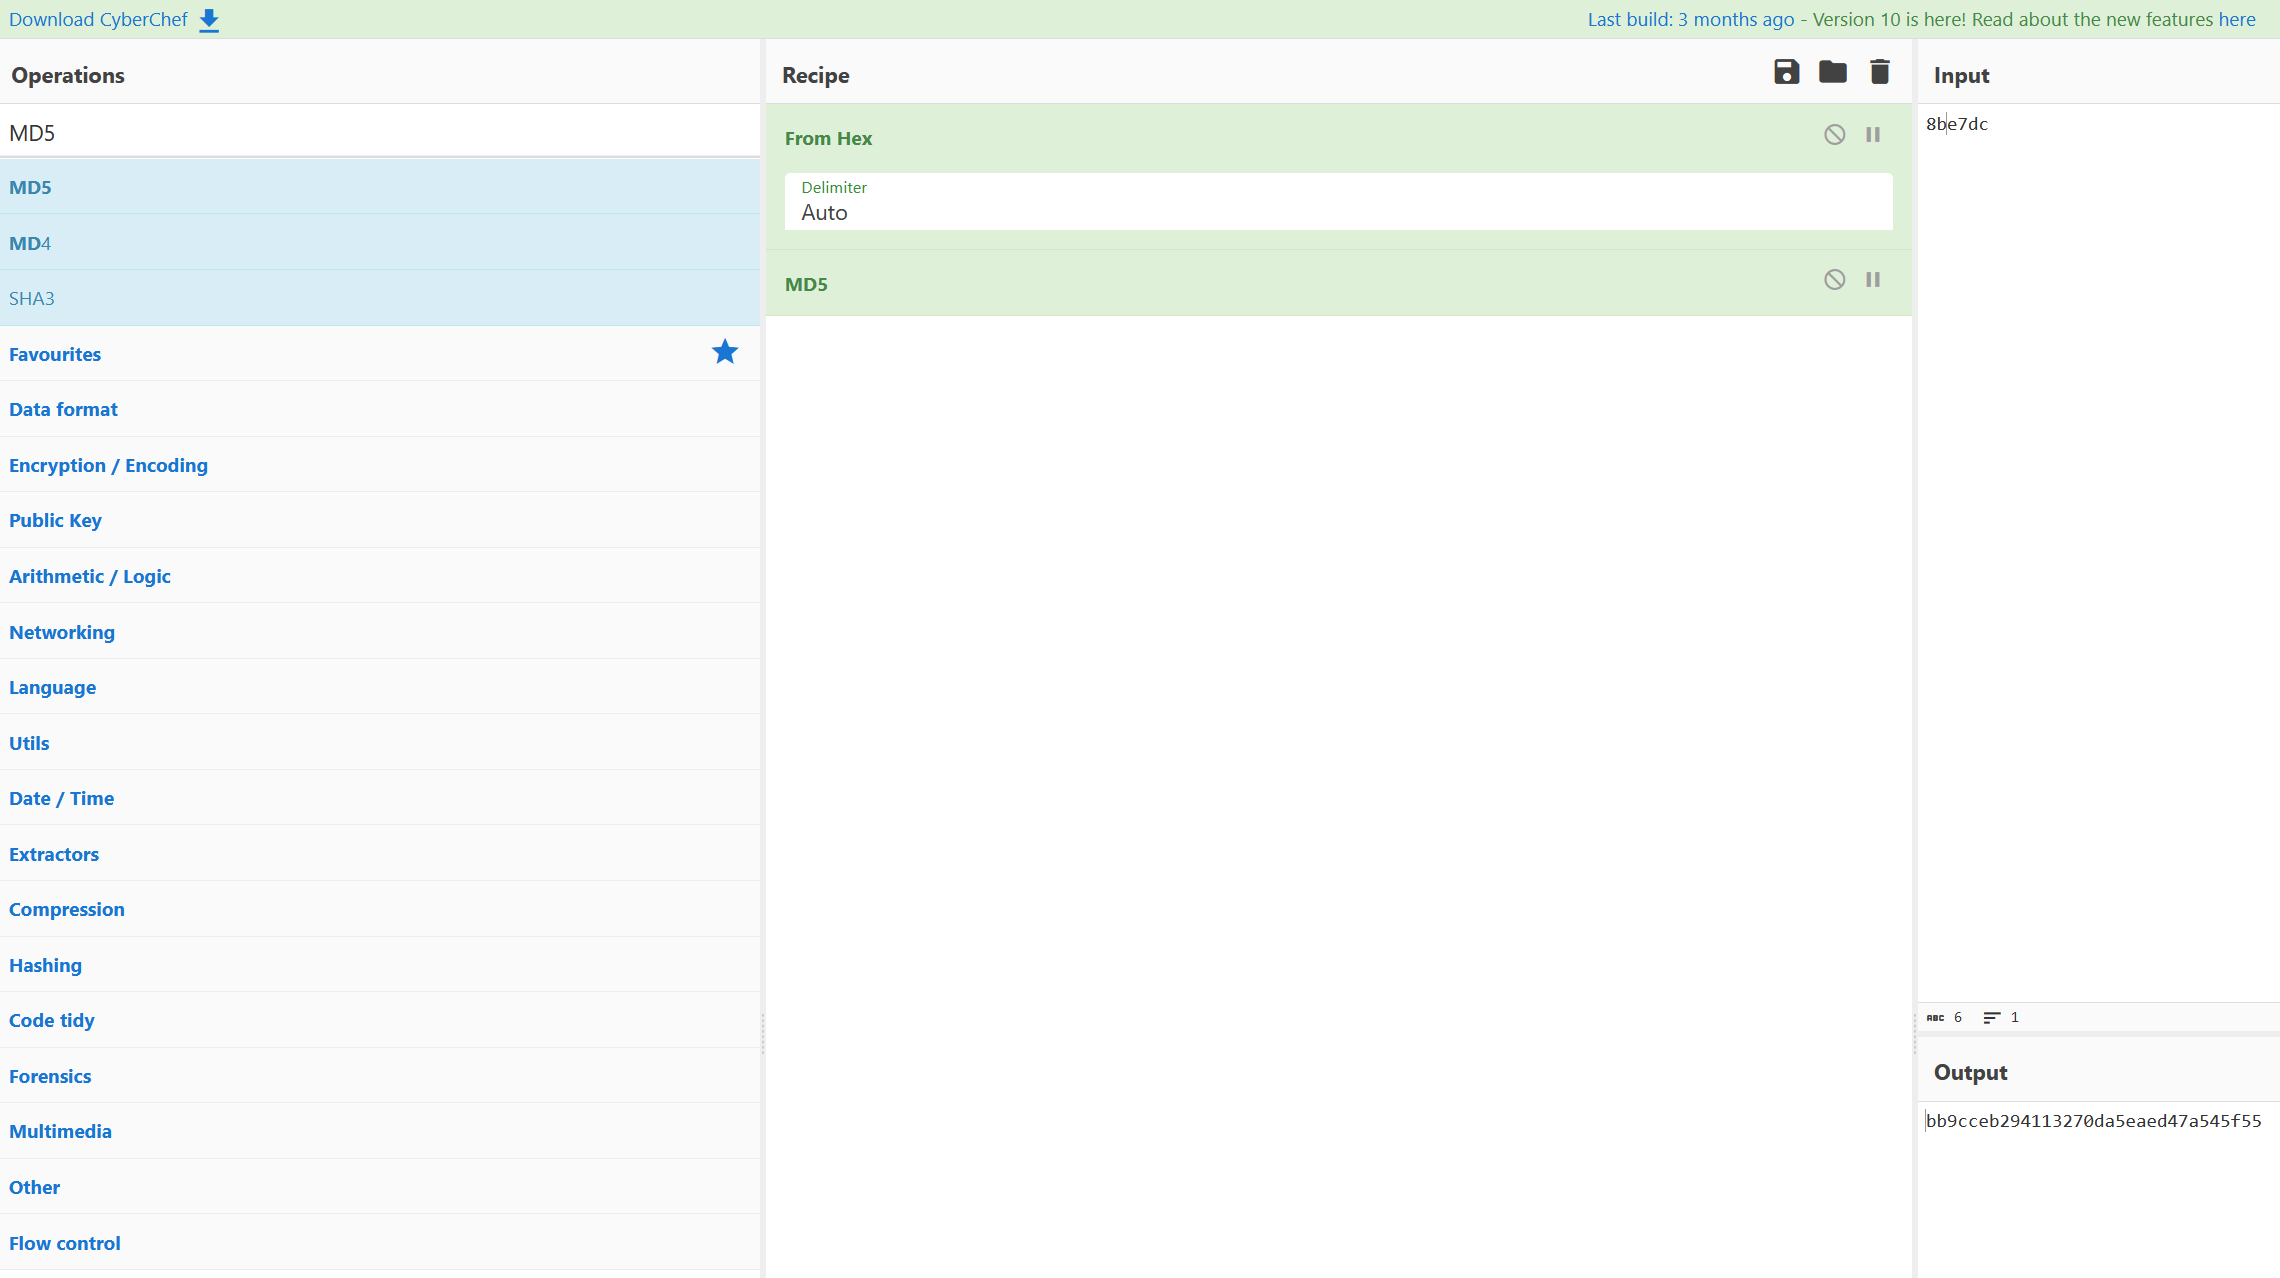 Download CyberChef
Last build: 3 months ago - Version 10 is here! Read about the new features here
Operations
MD5
MD5
MD4
SHA3
Favourites
Data format
Encryption / Encoding
Public Key
Arithmetic / Logic
Networking
Language
Utils
Date / Time
Extractors
Compression
Hashing
Code tidy
Forensics
Multimedia
Other
Flow control
Recipe
From Hex
Delimiter
Auto
MD5
Input
8be7dc
ABC 6 1
Output
bb9cceb294113270da5eaed47a545f55